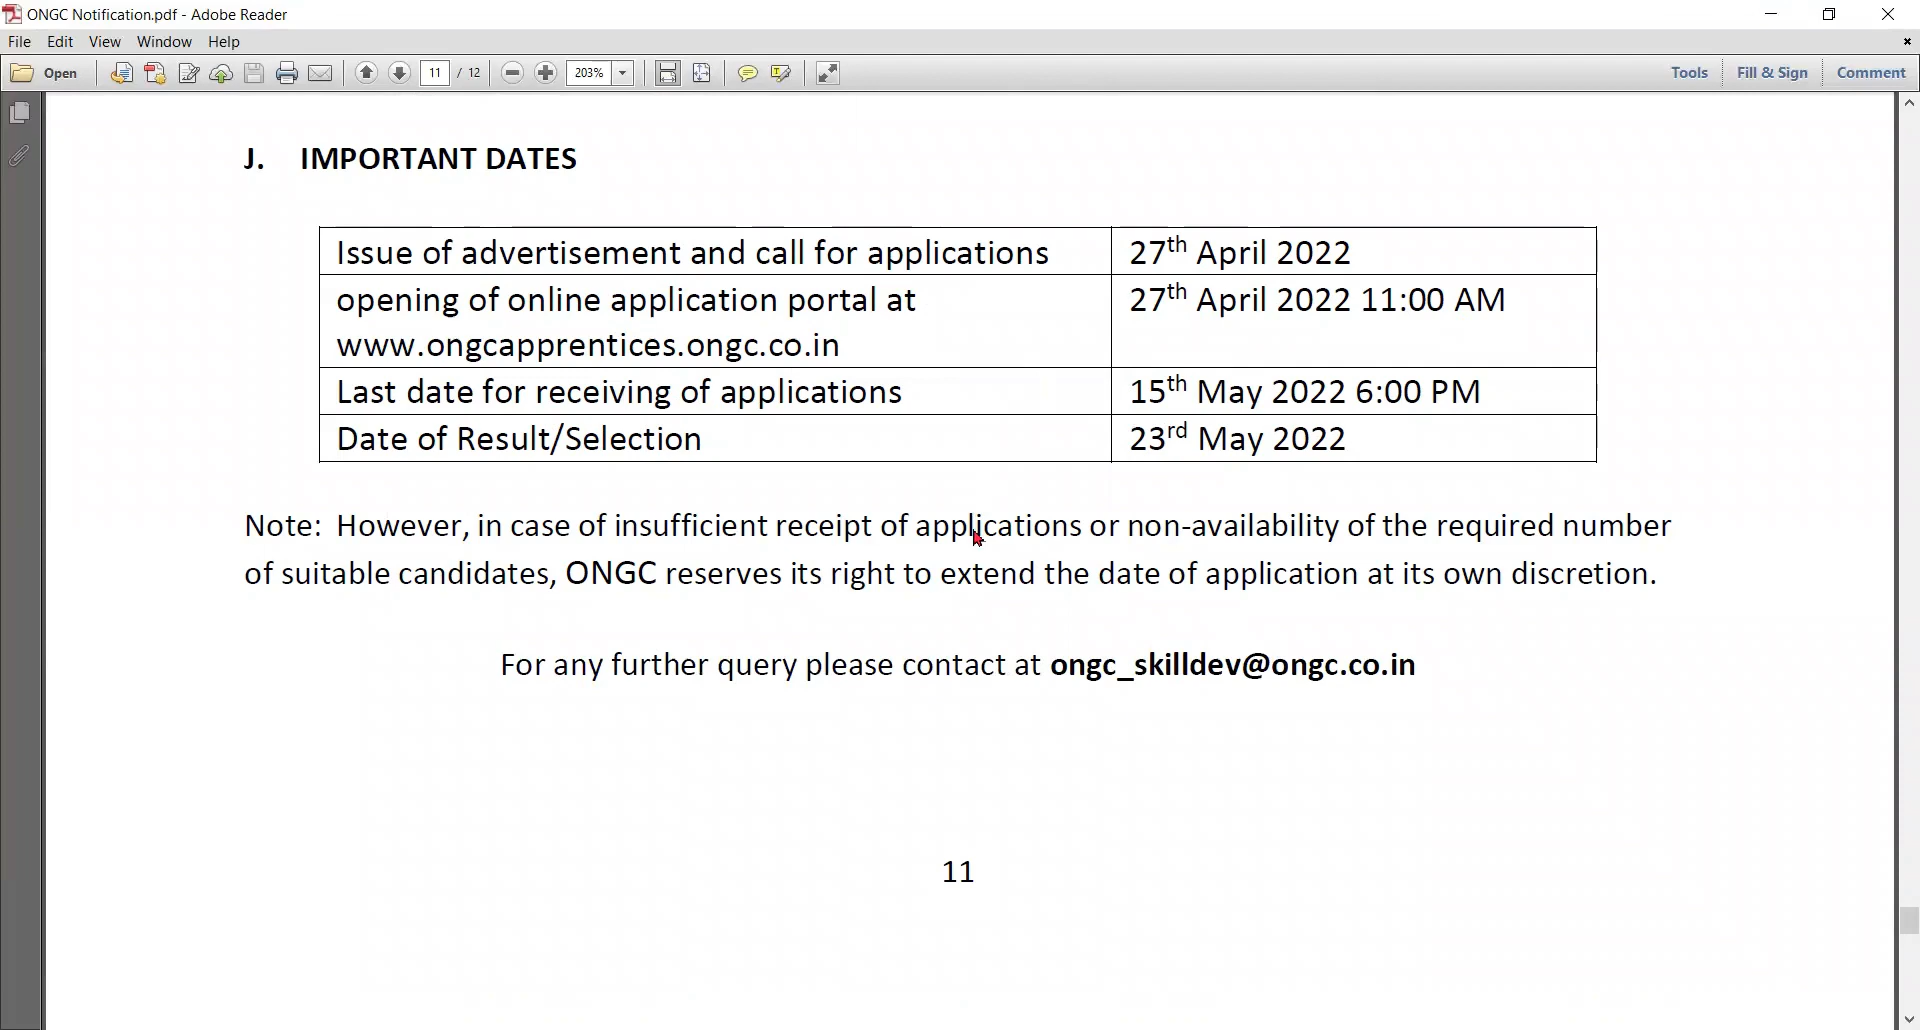 ONGC Notification.pdf - Adobe Reader
File Edit View Window Help
Open 11 / 12 203% Tools Fill & Sign Comment
J. IMPORTANT DATES
Issue of advertisement and call for applications 27th April 2022
opening of online application portal at 27th April 2022 11:00 AM
www.ongcapprentices.ongc.co.in
Last date for receiving of applications 15th May 2022 6:00 PM
Date of Result/Selection 23rd May 2022
Note: However, in case of insufficient receipt of applications or non-availability of the required number
of suitable candidates, ONGC reserves its right to extend the date of application at its own discretion.
For any further query please contact at ongc_skilldev@ongc.co.in
11